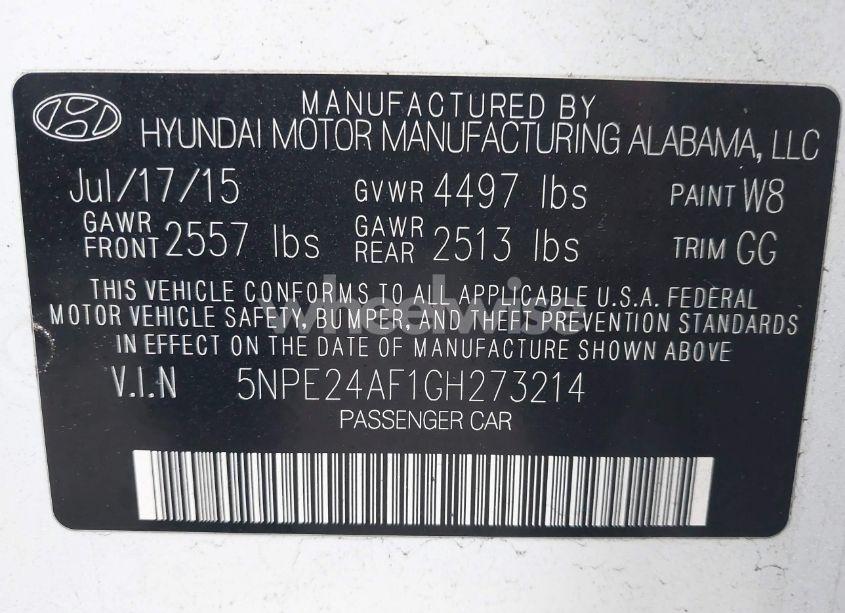 MANUFACTURED BY
HYUNDAI MOTOR MANUFACTURING ALABAMA, LLC
Jul/17/15 GVWR 4497 lbs PAINT W8
GAWR FRONT 2557 lbs GAWR REAR 2513 lbs TRIM GG
THIS VEHICLE CONFORMS TO ALL APPLICABLE U.S.A. FEDERAL
MOTOR VEHICLE SAFETY, BUMPER, AND THEFT PREVENTION STANDARDS
IN EFFECT ON THE DATE OF MANUFACTURE SHOWN ABOVE
V.I.N 5NPE24AF1GH273214
PASSENGER CAR
wheelwise